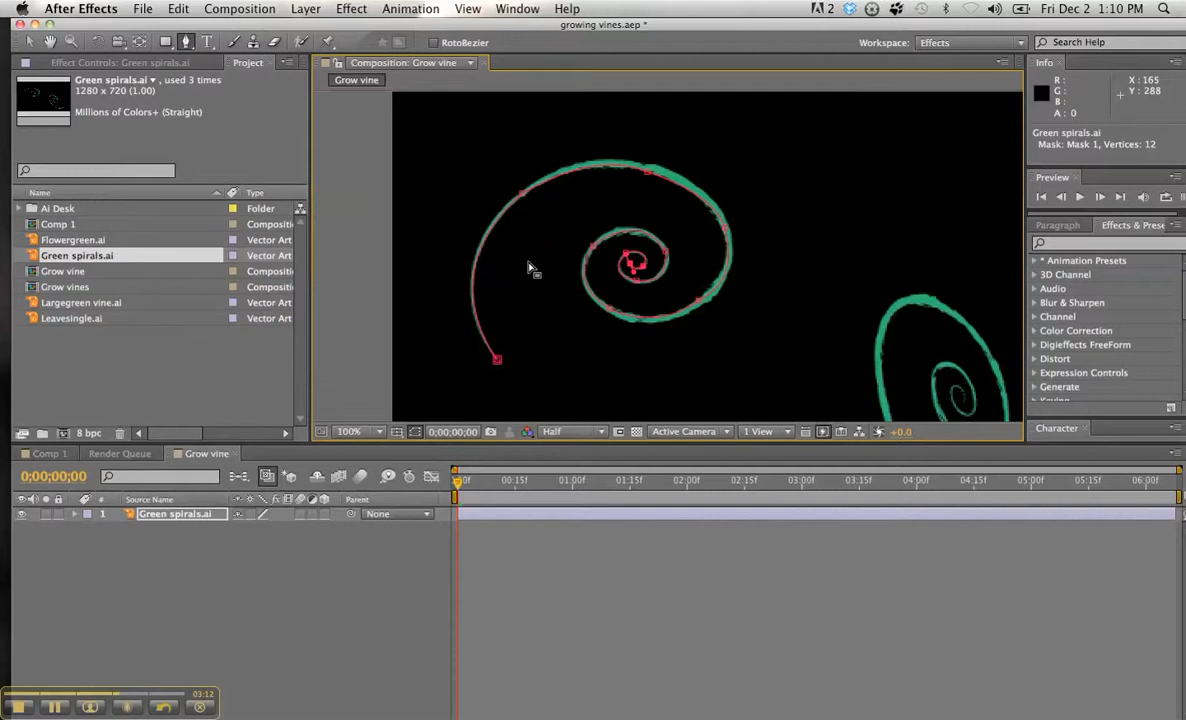 After Effects File Edit Composition Layer Effect Animation View Window Help 2 Fri Dec 2 1:10 PM
growing vines.aep *
RotoBezier Workspace: Effects Search Help
Effect Controls: Green spirals.ai Project Composition: Grow vine Info
Green spirals.ai, used 3 times
1280 x 720 (1.00)
Millions of Colors+ (Straight)
Grow vine
R: X: 165
G: Y: 288
B:
A: 0
Green spirals.ai
Mask: Mask 1, Vertices: 12
Preview
Name Type
Ai Desk Folder
Comp 1 Compositi
Flowergreen.ai Vector Art
Green spirals.ai Vector Art
Grow vine Compositi
Grow vines Compositi
Largegreen vine.ai Vector Art
Leavesingle.ai Vector Art
Paragraph Effects & Prese
* Animation Presets
3D Channel
Audio
Blur & Sharpen
Channel
Color Correction
Digieffects FreeForm
Distort
Expression Controls
Generate
Character
8 bpc 100% 0;00;00;00 Half Active Camera 1 View +0.0
Comp 1 Render Queue Grow vine
0;00;00;00
00f 00:15f 01:00f 01:15f 02:00f 02:15f 03:00f 03:15f 04:00f 04:15f 05:00f 05:15f 06:00f
# Source Name Parent
1 Green spirals.ai None
03:12